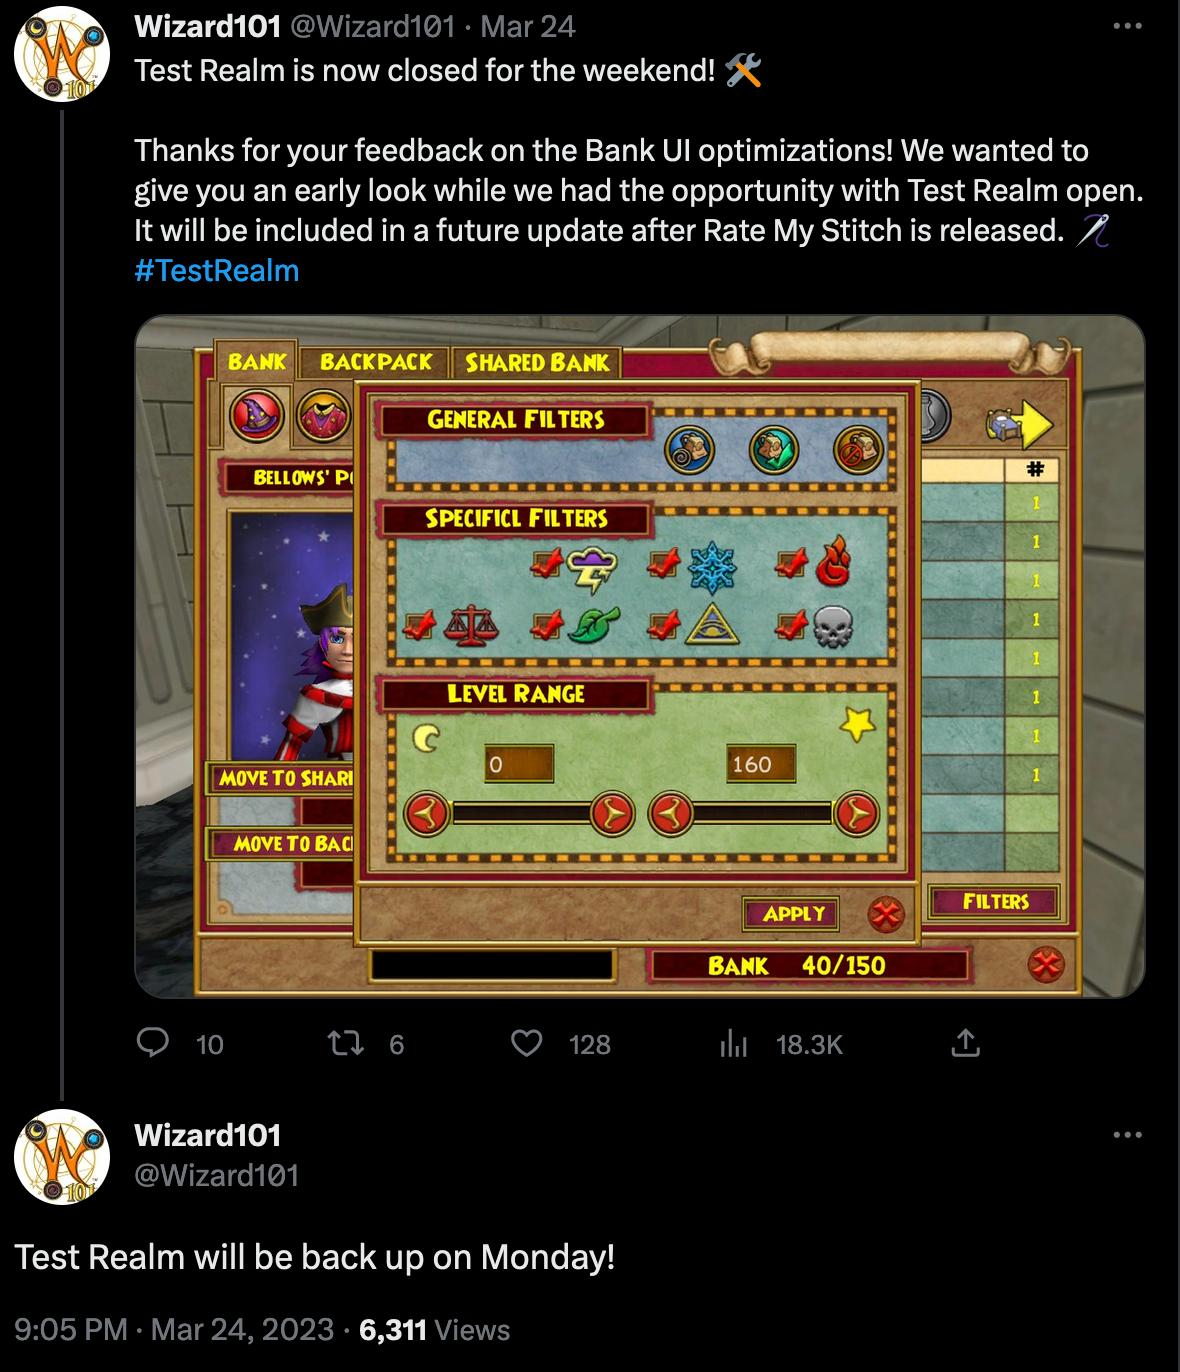 Wizard101 @Wizard101 · Mar 24
Test Realm is now closed for the weekend! 🛠️
Thanks for your feedback on the Bank UI optimizations! We wanted to
give you an early look while we had the opportunity with Test Realm open.
It will be included in a future update after Rate My Stitch is released. 🪡
#TestRealm
BANK BACKPACK SHARED BANK
GENERAL FILTERS
BELLOWS' PO
#
1
SPECIFICL FILTERS
1
1
1
1
LEVEL RANGE
1
1
0 160
1
MOVE TO SHARI
MOVE TO BACI
FILTERS
APPLY
BANK 40/150
10 6 128 18.3K
Wizard101
@Wizard101
Test Realm will be back up on Monday!
9:05 PM · Mar 24, 2023 · 6,311 Views